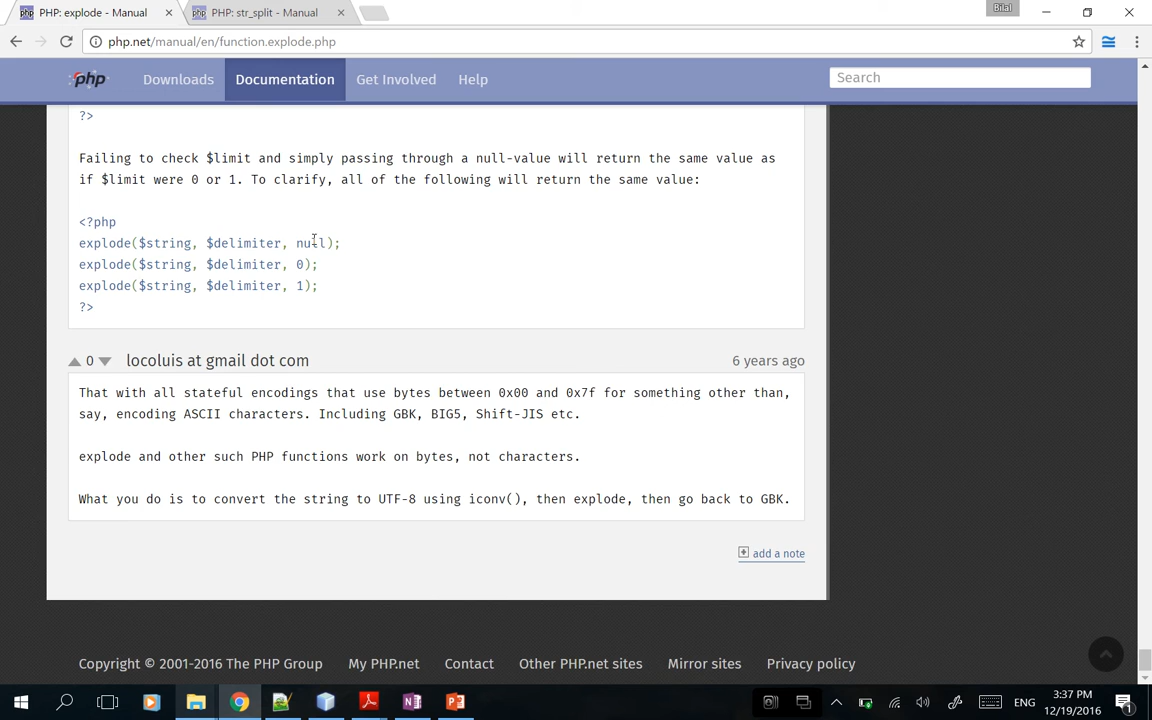 PHP: explode - Manual
PHP: str_split - Manual
Bilal
php.net/manual/en/function.explode.php
php
Downloads
Documentation
Get Involved
Help
Search
?>
Failing to check $limit and simply passing through a null-value will return the same value as
if $limit were 0 or 1. To clarify, all of the following will return the same value:
<?php
explode($string, $delimiter, null);
explode($string, $delimiter, 0);
explode($string, $delimiter, 1);
?>
0 locoluis at gmail dot com
6 years ago
That with all stateful encodings that use bytes between 0x00 and 0x7f for something other than,
say, encoding ASCII characters. Including GBK, BIG5, Shift-JIS etc.
explode and other such PHP functions work on bytes, not characters.
What you do is to convert the string to UTF-8 using iconv(), then explode, then go back to GBK.
add a note
Copyright © 2001-2016 The PHP Group
My PHP.net
Contact
Other PHP.net sites
Mirror sites
Privacy policy
ENG
3:37 PM
12/19/2016
1